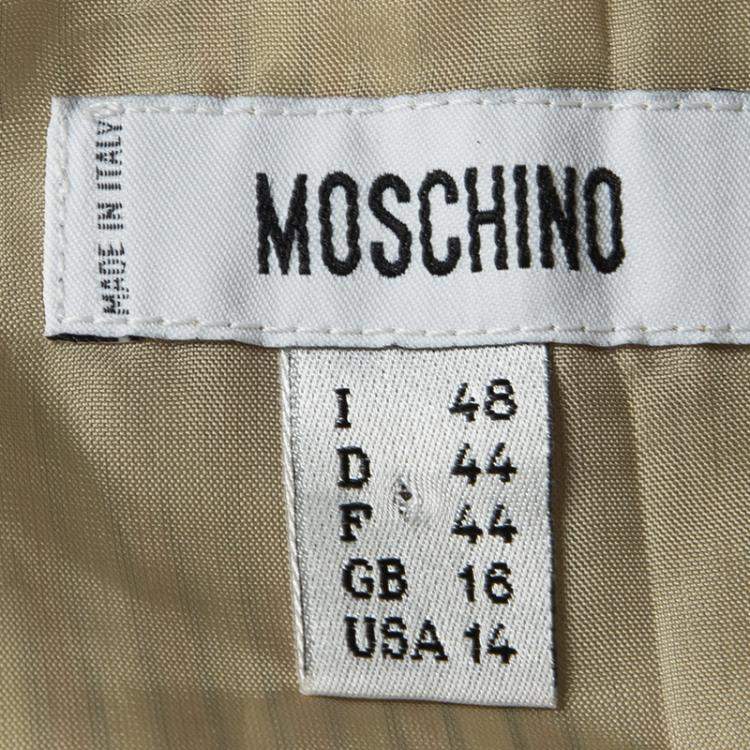 MADE IN ITALY
MOSCHINO
I 48
D 44
F 44
GB 16
USA 14